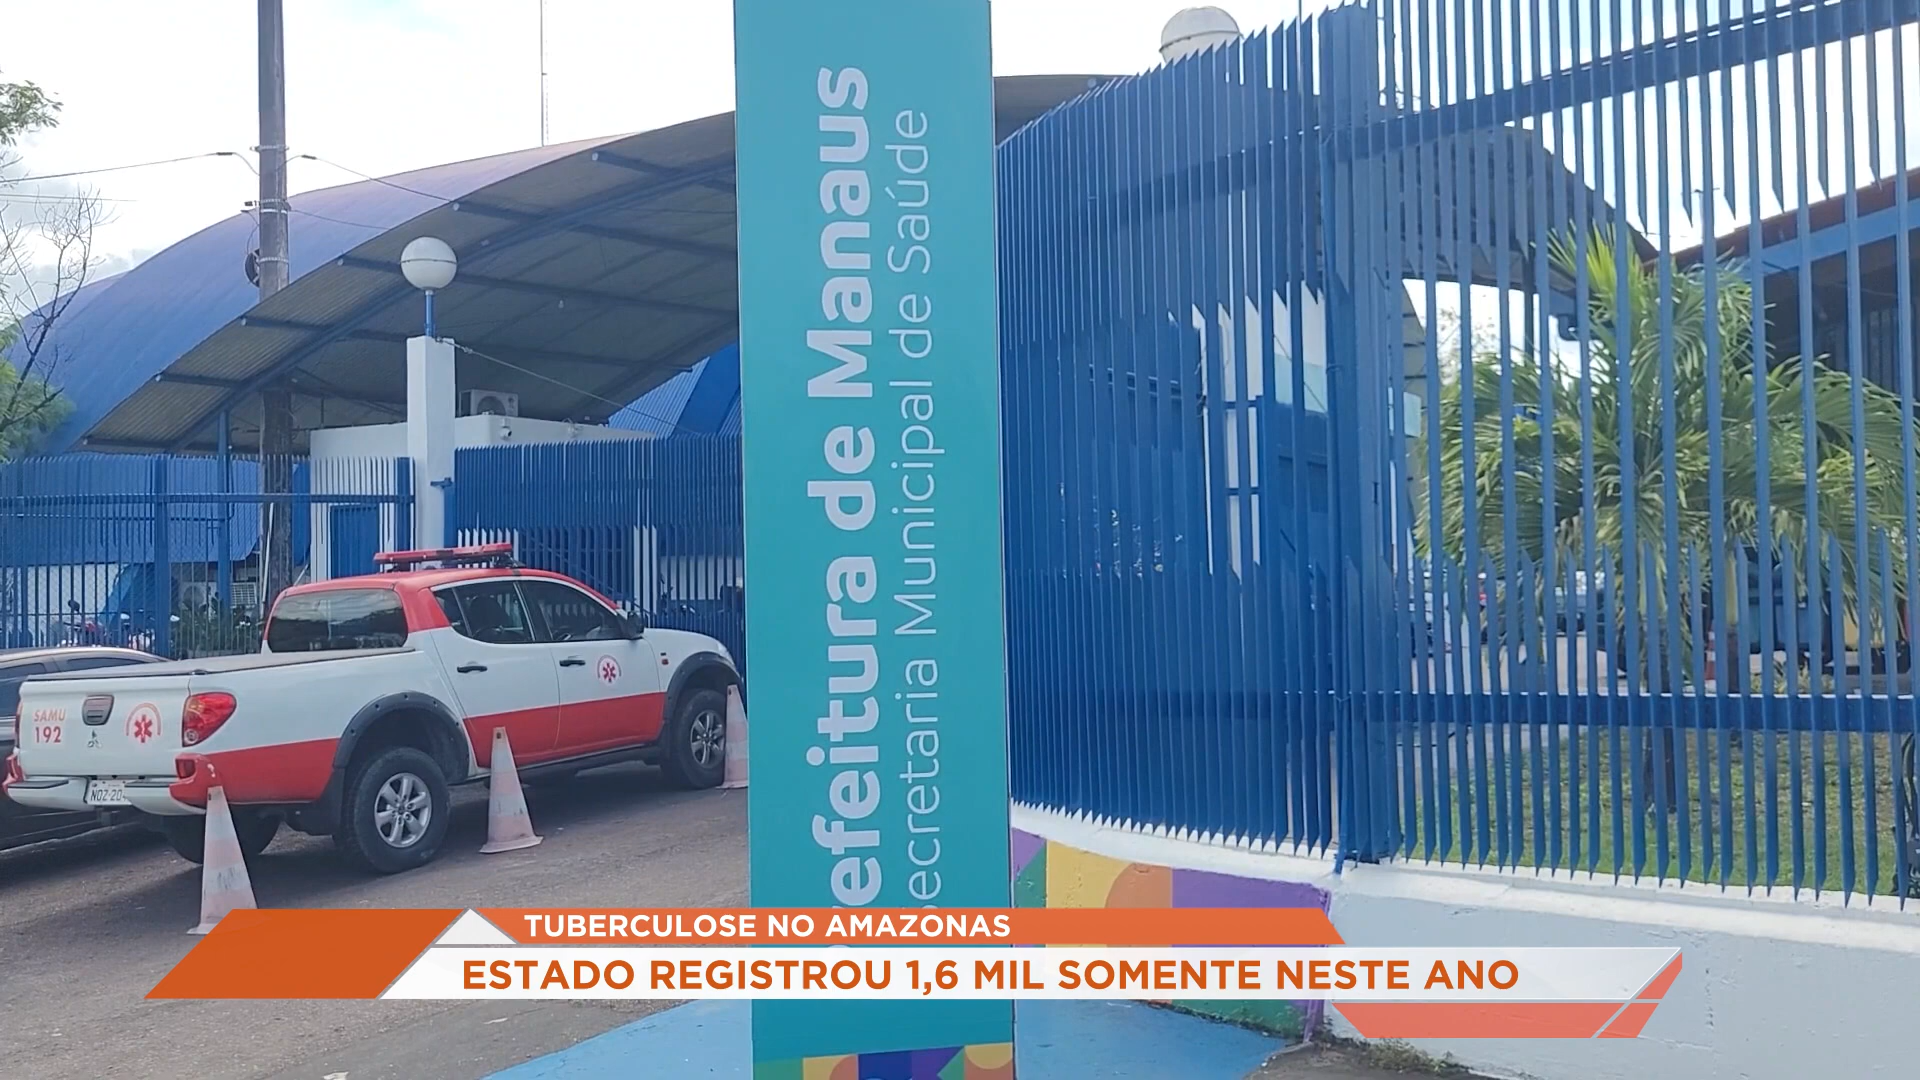 Prefeitura de Manaus
Secretaria Municipal de Saúde
SAMU
192
TUBERCULOSE NO AMAZONAS
ESTADO REGISTROU 1,6 MIL SOMENTE NESTE ANO